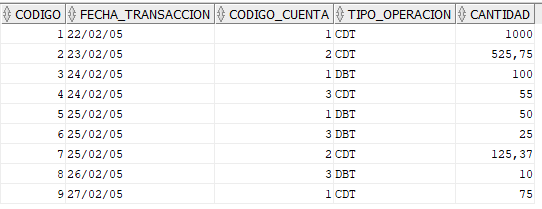 CODIGO FECHA_TRANSACCION CODIGO_CUENTA TIPO_OPERACION CANTIDAD
1 22/02/05 1 CDT 1000
2 23/02/05 2 CDT 525,75
3 24/02/05 1 DBT 100
4 24/02/05 3 CDT 55
5 25/02/05 1 DBT 50
6 25/02/05 3 DBT 25
7 25/02/05 2 CDT 125,37
8 26/02/05 3 DBT 10
9 27/02/05 1 CDT 75